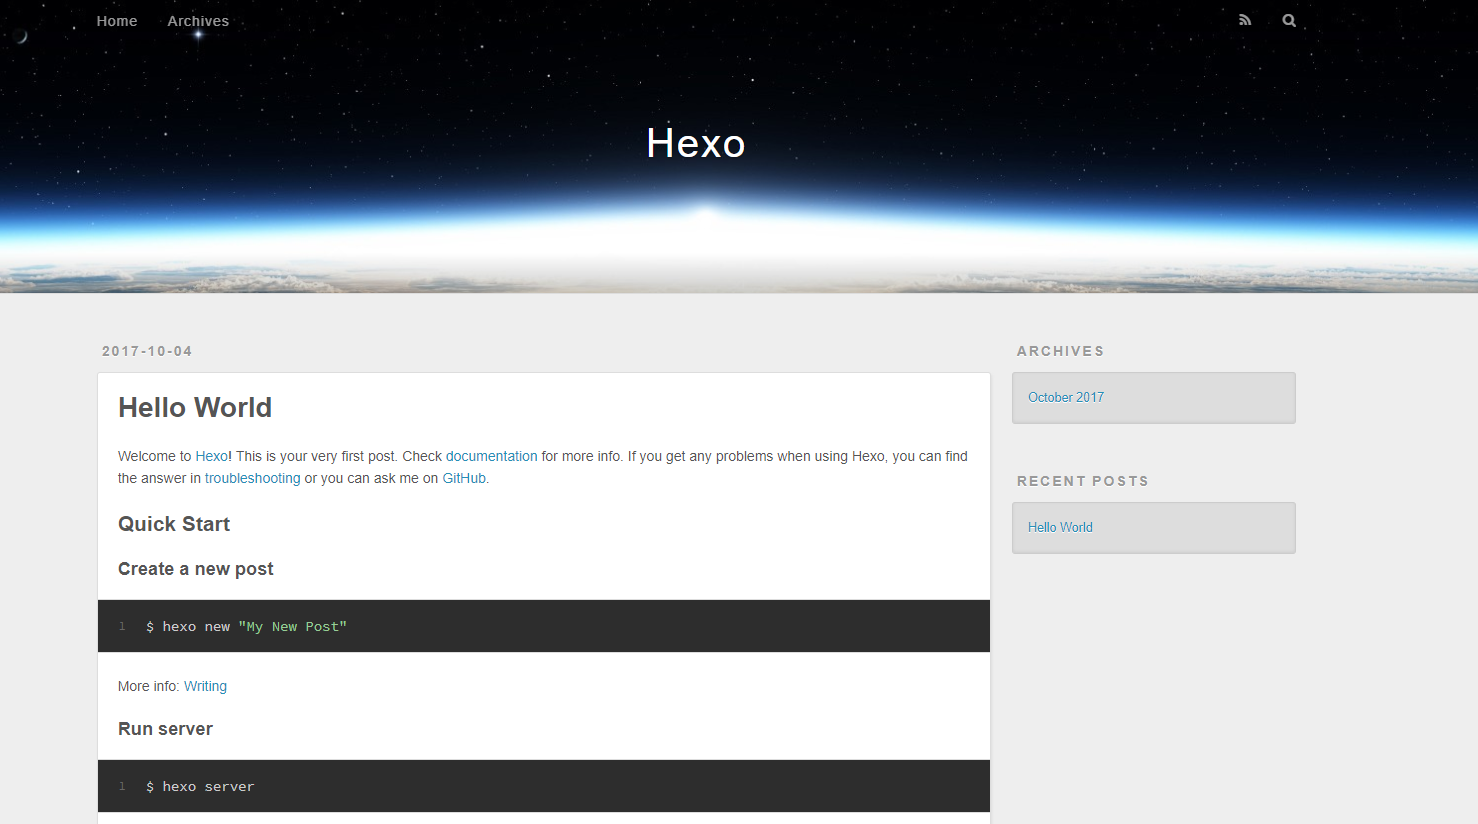 Home Archives
Hexo
2017-10-04
Hello World
Welcome to Hexo! This is your very first post. Check documentation for more info. If you get any problems when using Hexo, you can find
the answer in troubleshooting or you can ask me on GitHub.
Quick Start
Create a new post
1 $ hexo new "My New Post"
More info: Writing
Run server
1 $ hexo server
ARCHIVES
October 2017
RECENT POSTS
Hello World